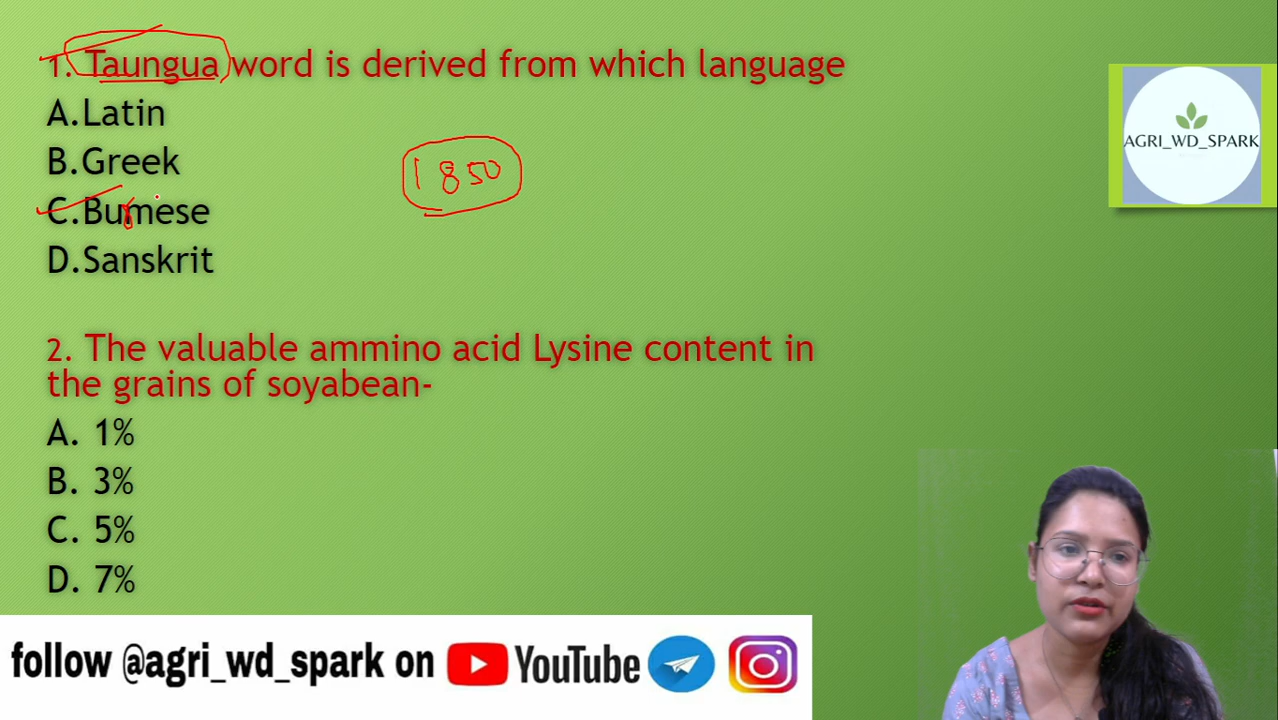 1. Taungua word is derived from which language
A.Latin
B.Greek
1850
C.Bumese
r
D.Sanskrit
2. The valuable ammino acid Lysine content in
the grains of soyabean-
A. 1%
B. 3%
C. 5%
D. 7%
AGRI_WD_SPARK
follow @agri_wd_spark on YouTube